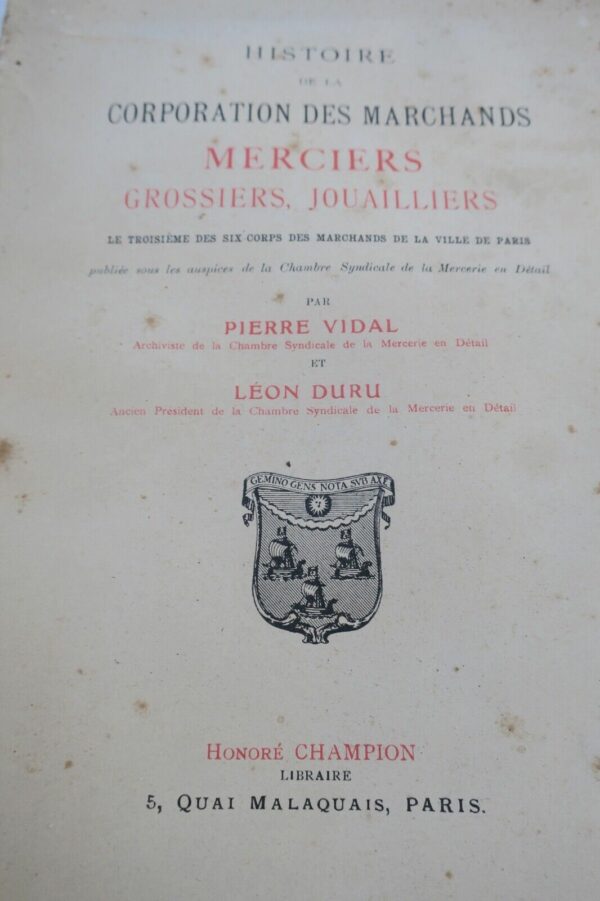 HISTOIRE
DE LA
CORPORATION DES MARCHANDS
MERCIERS
GROSSIERS, JOUAILLIERS
LE TROISIÈME DES SIX CORPS DES MARCHANDS DE LA VILLE DE PARIS
publiée sous les auspices de la Chambre Syndicale de la Mercerie en Détail
PAR
PIERRE VIDAL
Archiviste de la Chambre Syndicale de la Mercerie en Détail
ET
LÉON DURU
Ancien Président de la Chambre Syndicale de la Mercerie en Détail
GEMINO GENS NOTA SVB AXE
HONORÉ CHAMPION
LIBRAIRE
5, QUAI MALAQUAIS, PARIS.